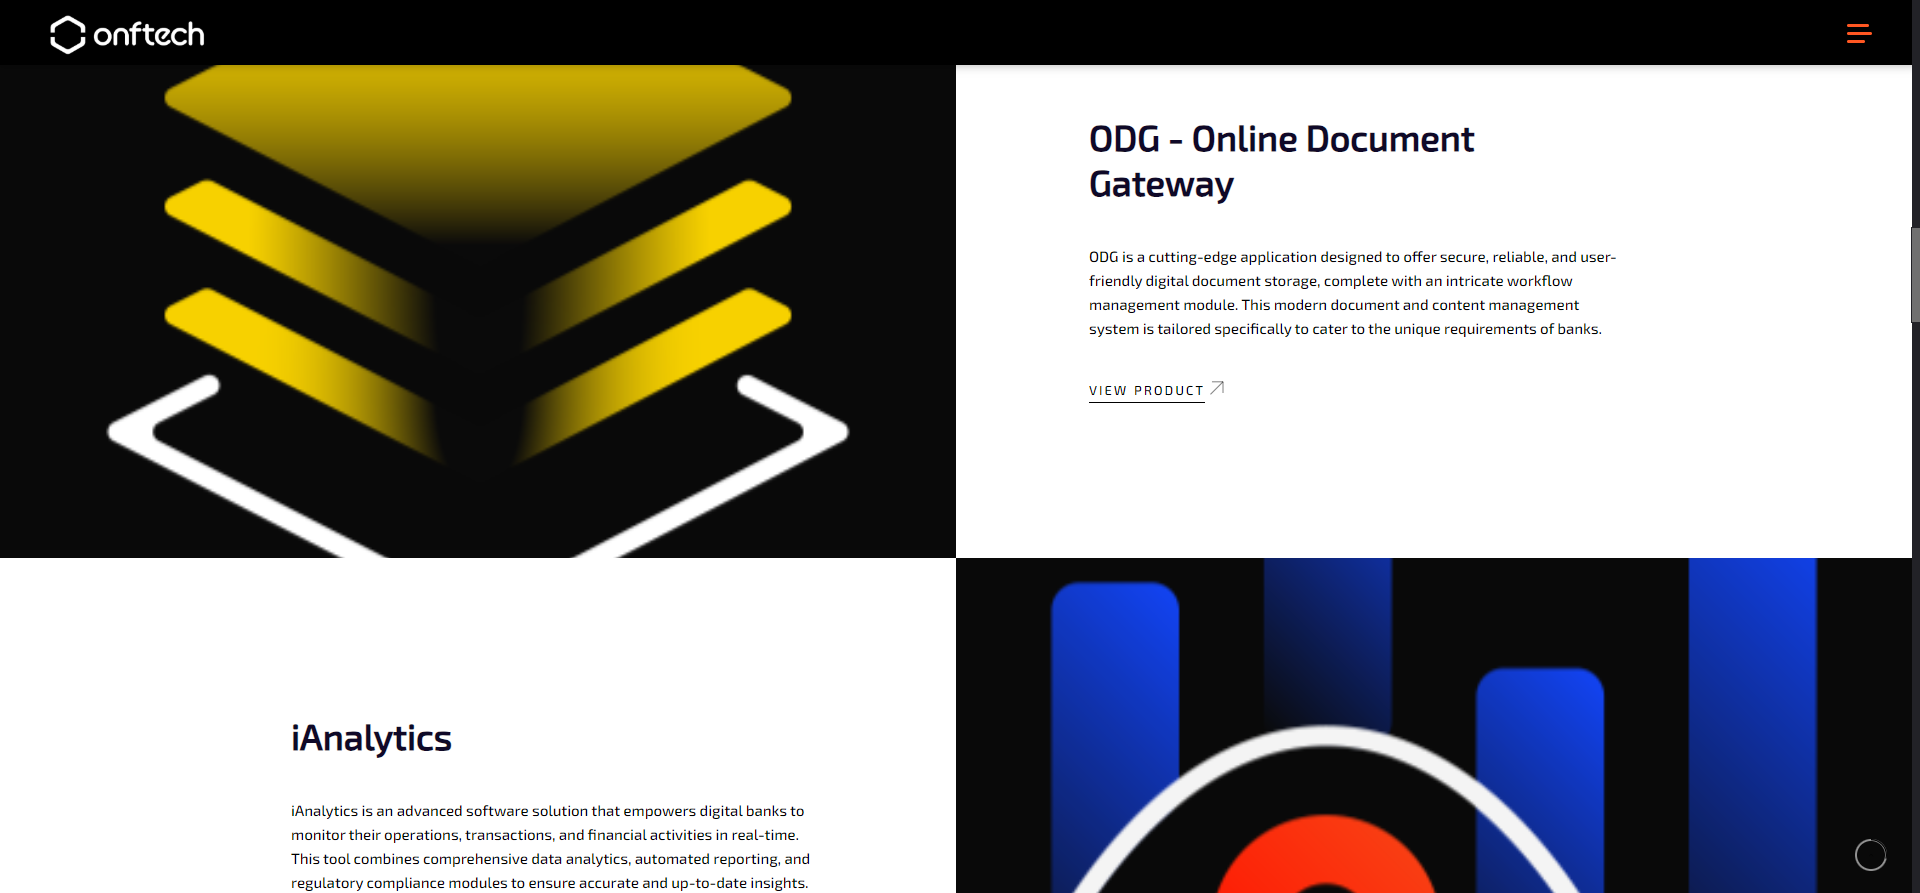 onftech
ODG - Online Document
Gateway
ODG is a cutting-edge application designed to offer secure, reliable, and user-
friendly digital document storage, complete with an intricate workflow
management module. This modern document and content management
system is tailored specifically to cater to the unique requirements of banks.
VIEW PRODUCT
iAnalytics
iAnalytics is an advanced software solution that empowers digital banks to
monitor their operations, transactions, and financial activities in real-time.
This tool combines comprehensive data analytics, automated reporting, and
regulatory compliance modules to ensure accurate and up-to-date insights.